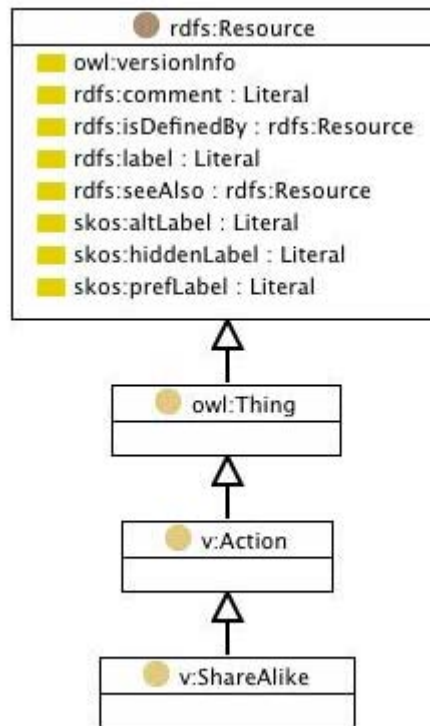 rdfs:Resource
owl:versionInfo
rdfs:comment : Literal
rdfs:isDefinedBy : rdfs:Resource
rdfs:label : Literal
rdfs:seeAlso : rdfs:Resource
skos:altLabel : Literal
skos:hiddenLabel : Literal
skos:prefLabel : Literal
owl:Thing
v:Action
v:ShareAlike